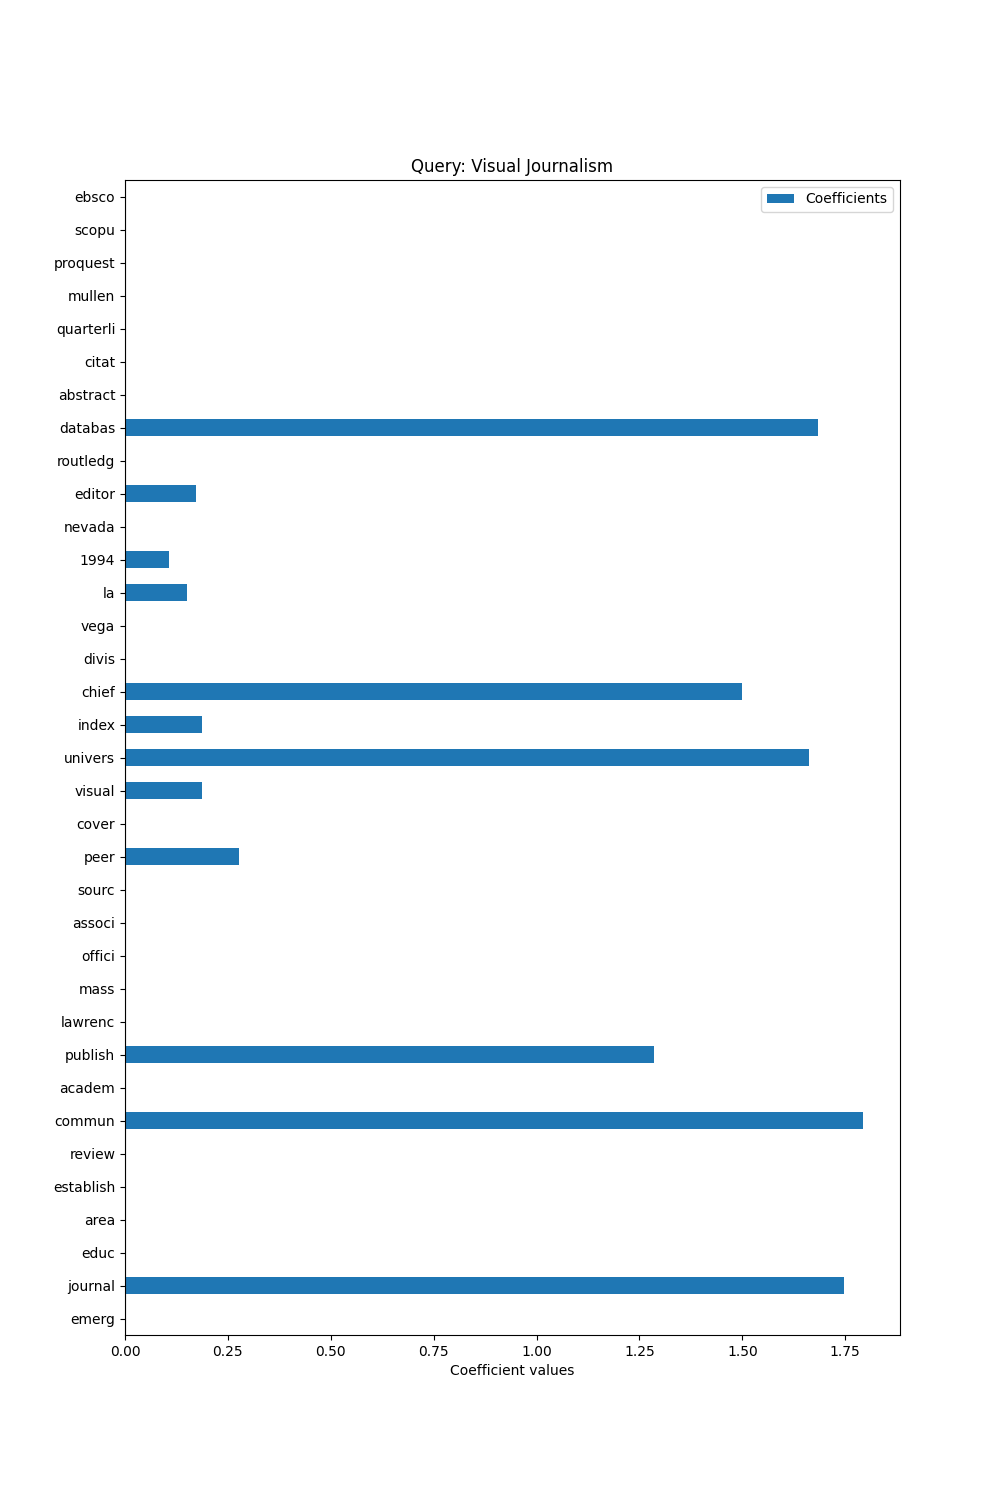 Query: Visual Journalism
Coefficients
ebsco
scopu
proquest
mullen
quarterli
citat
abstract
databas
routledg
editor
nevada
1994
la
vega
divis
chief
index
univers
visual
cover
peer
sourc
associ
offici
mass
lawrenc
publish
academ
commun
review
establish
area
educ
journal
emerg
0.00 0.25 0.50 0.75 1.00 1.25 1.50 1.75
Coefficient values